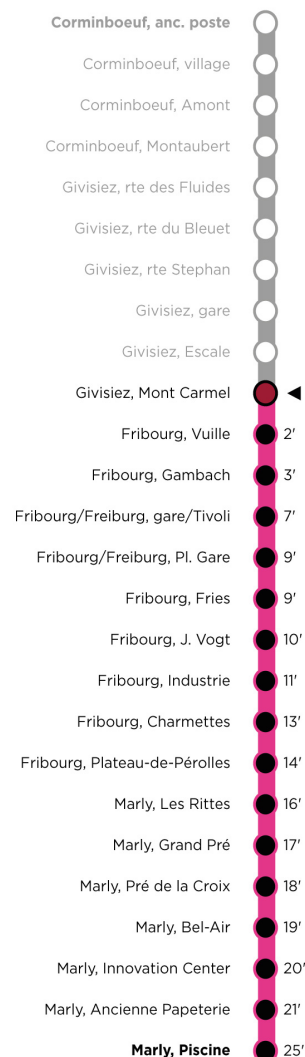 Corminboeuf, anc. poste
Corminboeuf, village
Corminboeuf, Amont
Corminboeuf, Montaubert
Givisiez, rte des Fluides
Givisiez, rte du Bleuet
Givisiez, rte Stephan
Givisiez, gare
Givisiez, Escale
Givisiez, Mont Carmel
Fribourg, Vuille 2'
Fribourg, Gambach 3'
Fribourg/Freiburg, gare/Tivoli 7'
Fribourg/Freiburg, Pl. Gare 9'
Fribourg, Fries 9'
Fribourg, J. Vogt 10'
Fribourg, Industrie 11'
Fribourg, Charmettes 13'
Fribourg, Plateau-de-Pérolles 14'
Marly, Les Rittes 16'
Marly, Grand Pré 17'
Marly, Pré de la Croix 18'
Marly, Bel-Air 19'
Marly, Innovation Center 20'
Marly, Ancienne Papeterie 21'
Marly, Piscine 25'